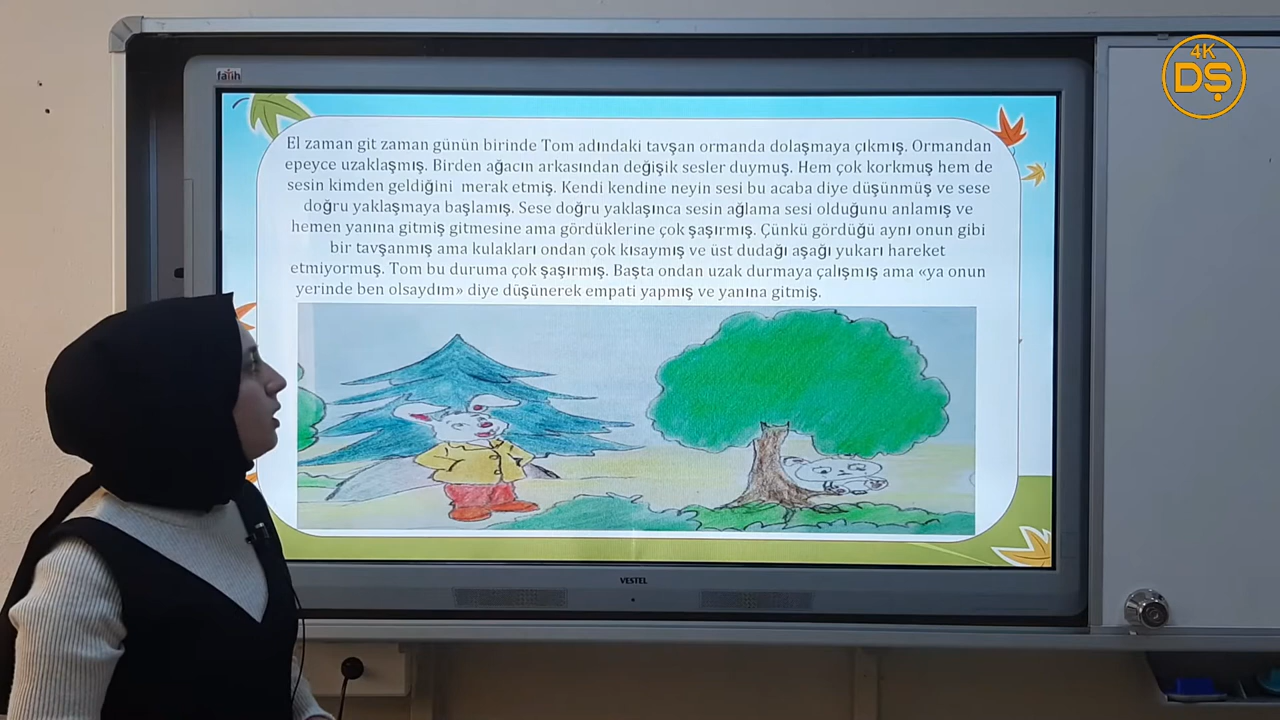 4K
DŞ
fatih
El zaman git zaman günün birinde Tom adındaki tavşan ormanda dolaşmaya çıkmış. Ormandan
epeyce uzaklaşmış. Birden ağacın arkasından değişik sesler duymuş. Hem çok korkmuş hem de
sesin kimden geldiğini merak etmiş. Kendi kendine neyin sesi bu acaba diye düşünmüş ve sese
doğru yaklaşmaya başlamış. Sese doğru yaklaşınca sesin ağlama sesi olduğunu anlamış ve
hemen yanına gitmiş gitmesine ama gördüklerine çok şaşırmış. Çünkü gördüğü aynı onun gibi
bir tavşanmış ama kulakları ondan çok kısaymış ve üst dudağı aşağı yukarı hareket
etmiyormuş. Tom bu duruma çok şaşırmış. Başta ondan uzak durmaya çalışmış ama «ya onun
yerinde ben olsaydım» diye düşünerek empati yapmış ve yanına gitmiş.
VESTEL